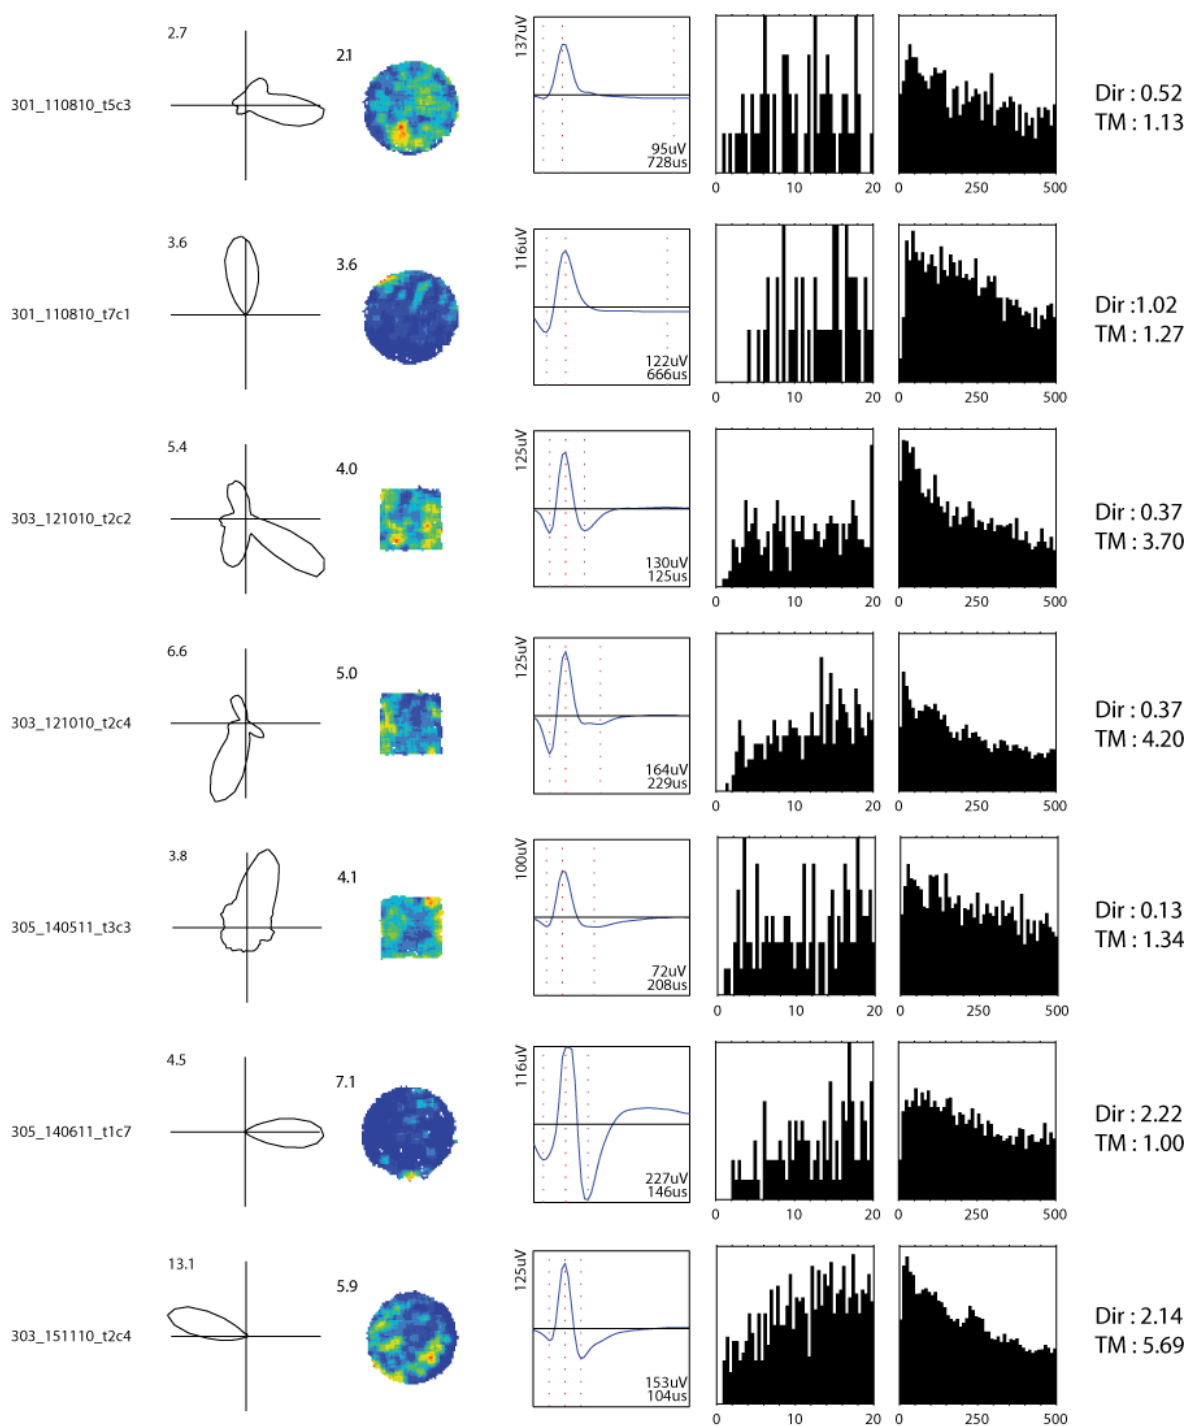 2.7
2.1
137uV
301_110810_t5c3
95uV
728us
Dir : 0.52
TM : 1.13
0 10 20
0 250 500
3.6
3.6
116uV
301_110810_t7c1
122uV
666us
Dir :1.02
TM : 1.27
0 10 20
0 250 500
5.4
4.0
125uV
303_121010_t2c2
130uV
125us
Dir : 0.37
TM : 3.70
0 10 20
0 250 500
6.6
5.0
125uV
303_121010_t2c4
164uV
229us
Dir : 0.37
TM : 4.20
0 10 20
0 250 500
3.8
4.1
100uV
305_140511_t3c3
72uV
208us
Dir : 0.13
TM : 1.34
0 10 20
0 250 500
4.5
7.1
116uV
305_140611_t1c7
227uV
146us
Dir : 2.22
TM : 1.00
0 10 20
0 250 500
13.1
5.9
125uV
303_151110_t2c4
153uV
104us
Dir : 2.14
TM : 5.69
0 10 20
0 250 500